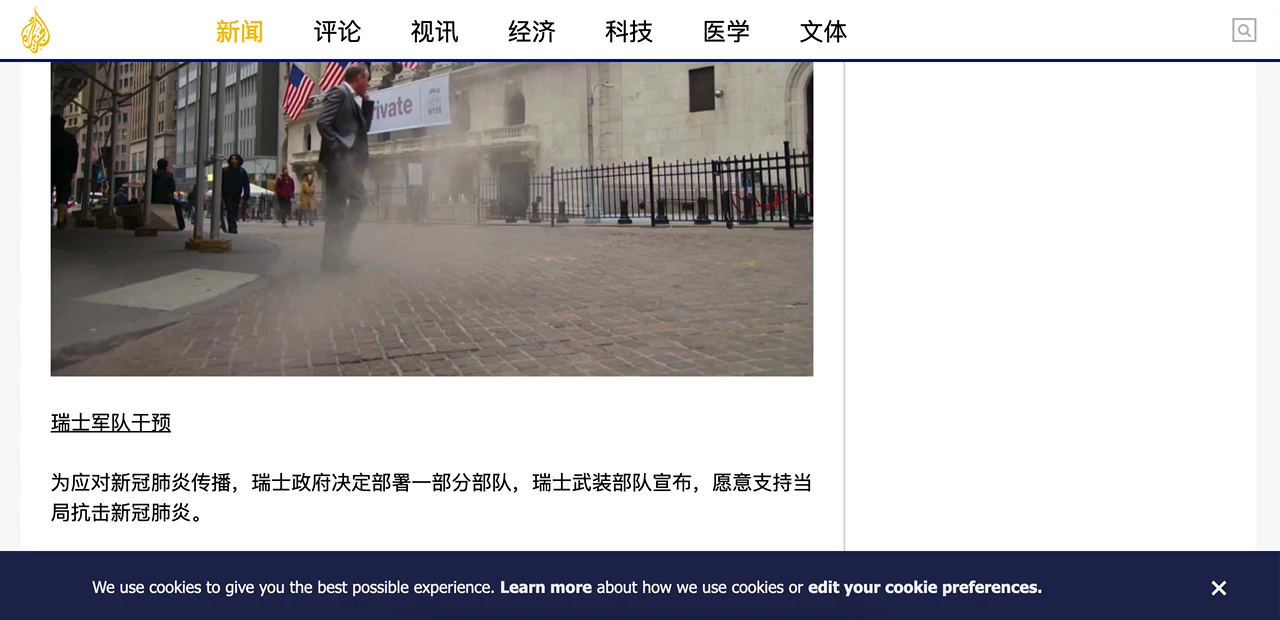 新闻 评论 视讯 经济 科技 医学 文体
rivate
NYSE
瑞士军队干预
为应对新冠肺炎传播，瑞士政府决定部署一部分部队，瑞士武装部队宣布，愿意支持当
局抗击新冠肺炎。
We use cookies to give you the best possible experience. Learn more about how we use cookies or edit your cookie preferences.